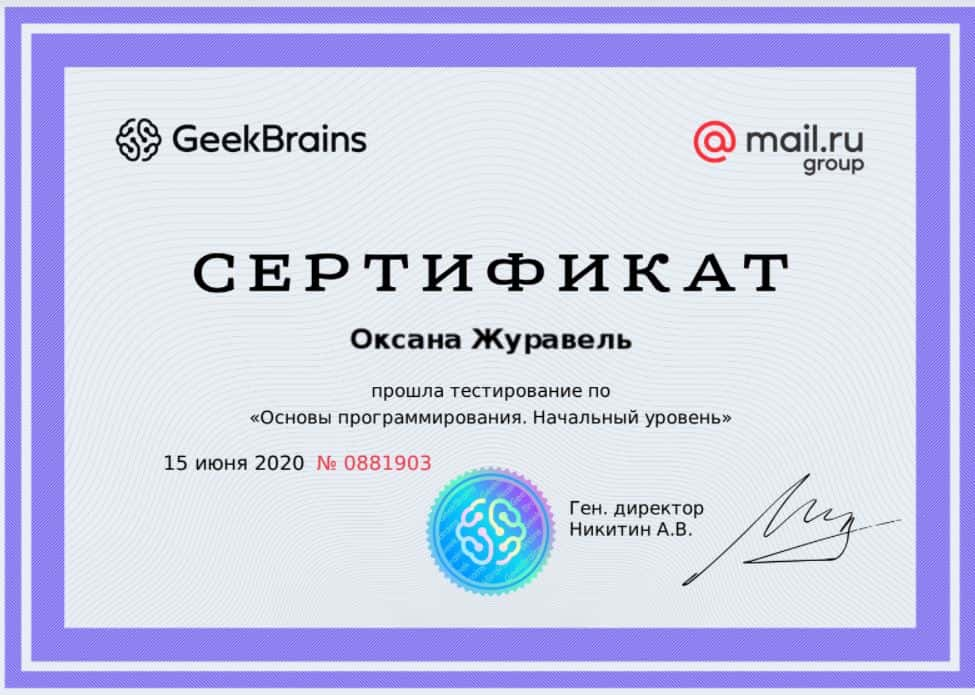 GeekBrains
@mail.ru
group
СЕРТИФИКАТ
Оксана Журавель
прошла тестирование по
«Основы программирования. Начальный уровень»
15 июня 2020 № 0881903
Ген. директор
Никитин А.В.